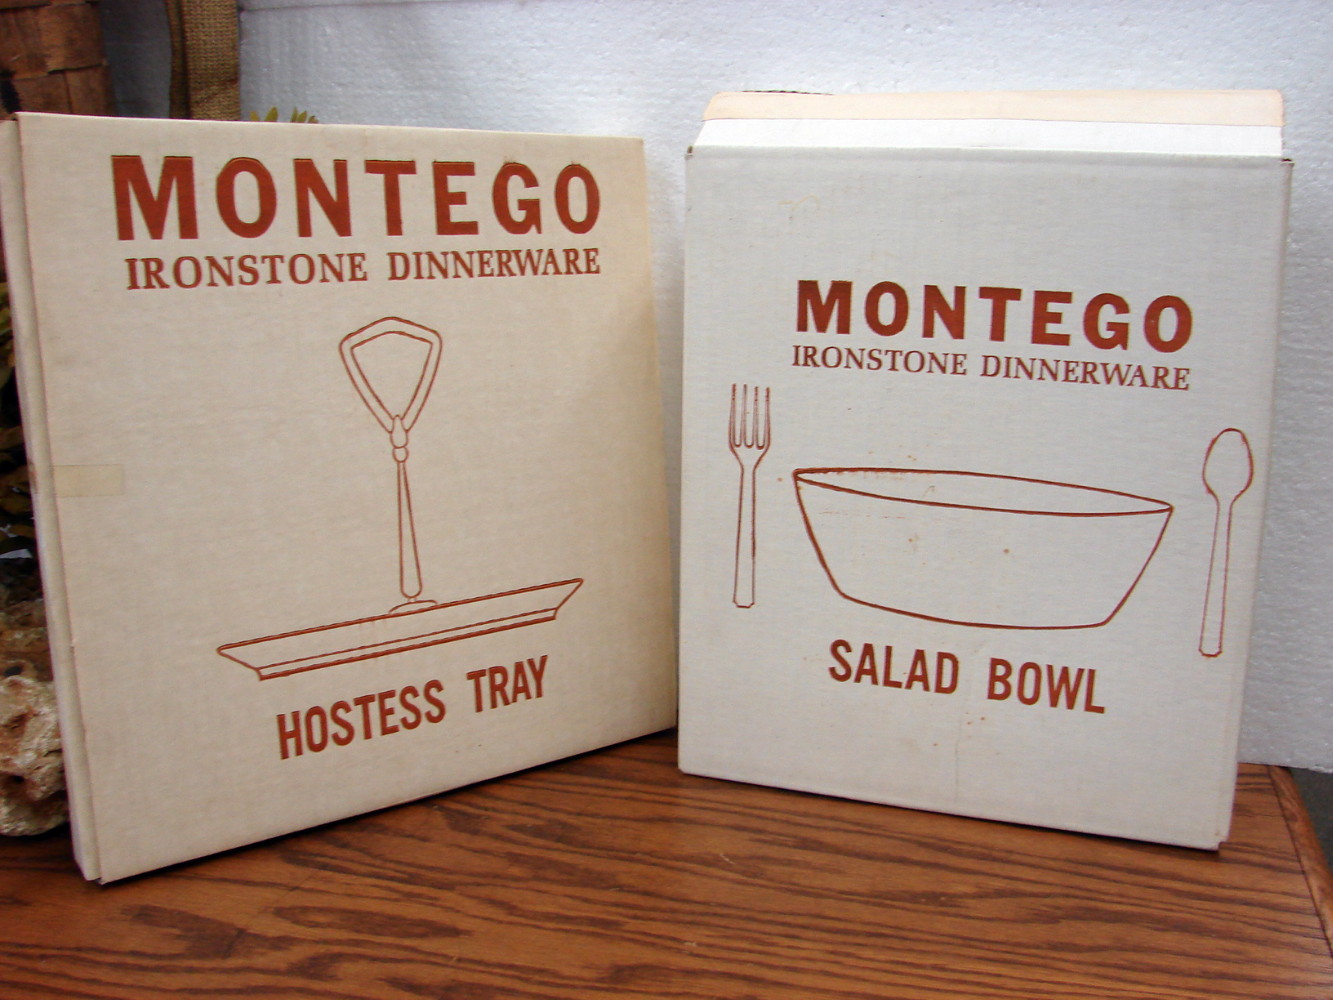 MONTEGO
IRONSTONE DINNERWARE
HOSTESS TRAY
MONTEGO
IRONSTONE DINNERWARE
SALAD BOWL